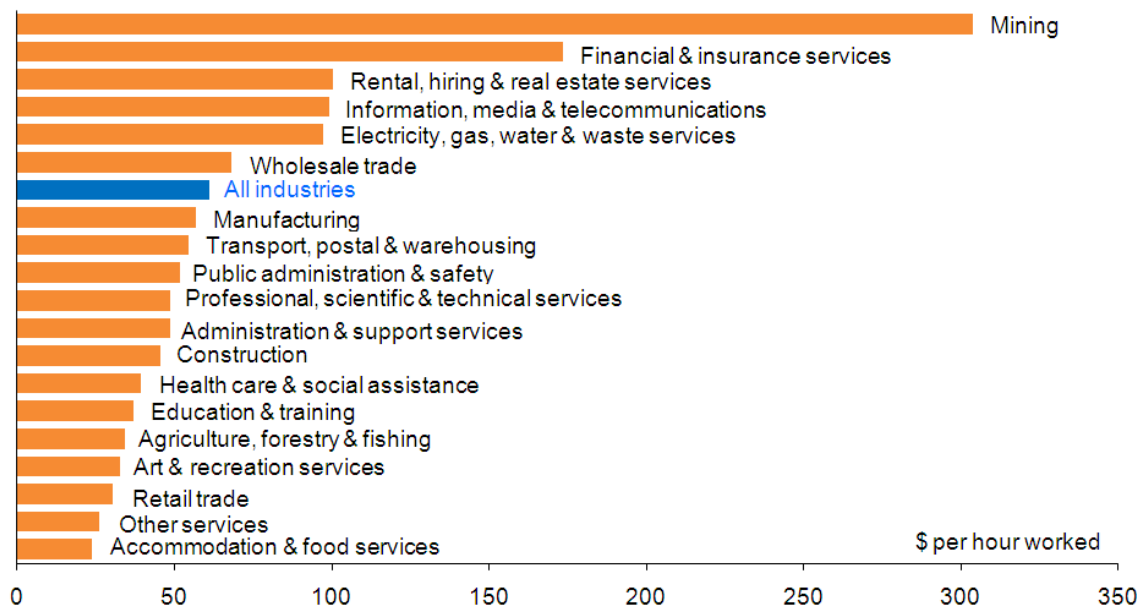 Mining
Financial & insurance services
Rental, hiring & real estate services
Information, media & telecommunications
Electricity, gas, water & waste services
Wholesale trade
All industries
Manufacturing
Transport, postal & warehousing
Public administration & safety
Professional, scientific & technical services
Administration & support services
Construction
Health care & social assistance
Education & training
Agriculture, forestry & fishing
Art & recreation services
Retail trade
Other services
Accommodation & food services
$ per hour worked
0 50 100 150 200 250 300 350